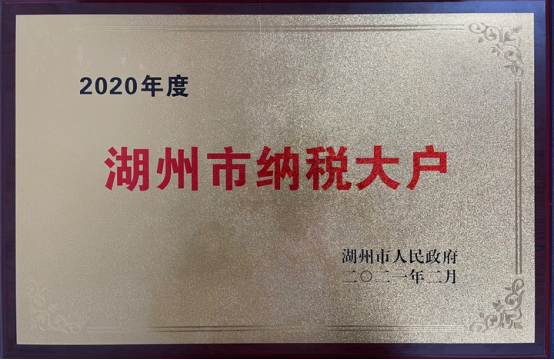 2020年度
湖州市纳税大户
湖州市人民政府
二〇二一年二月